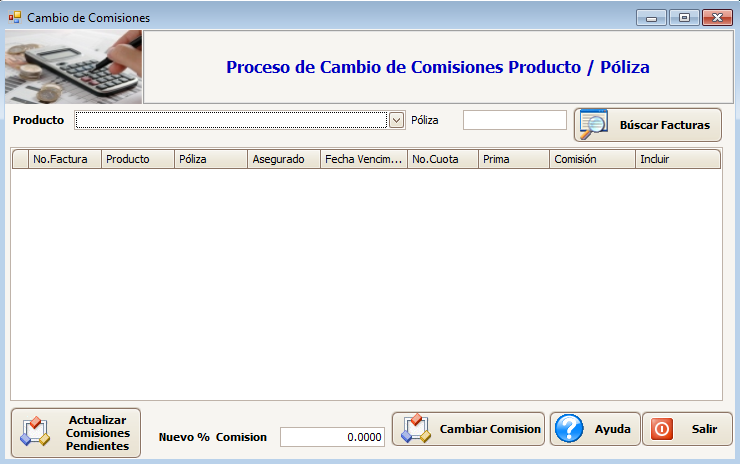 Cambio de Comisiones
Proceso de Cambio de Comisiones Producto / Póliza
Producto Póliza Búscar Facturas
No.Factura Producto Póliza Asegurado Fecha Vencim... No.Cuota Prima Comisión Incluir
Actualizar
Comisiones
Pendientes
Nuevo % Comision 0.0000 Cambiar Comision Ayuda Salir